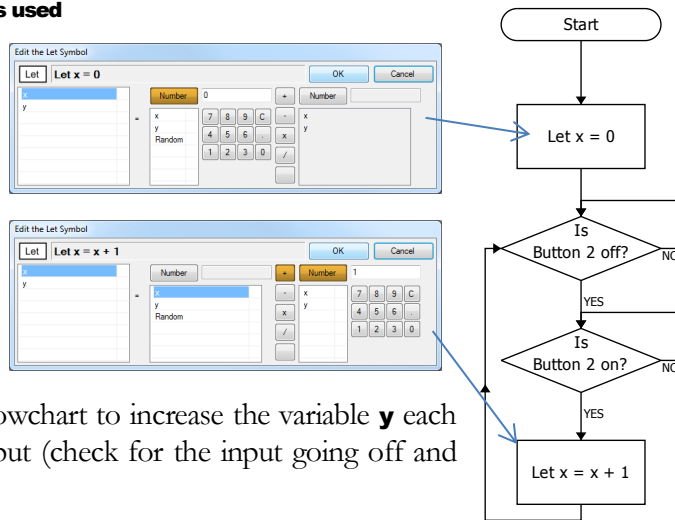 s used
Edit the Let Symbol
Let Let x = 0 OK Cancel
x
y
=
Number 0
x
y
Random
7 8 9 C
4 5 6 .
1 2 3 0
+
-
x
/
Number
x
y
Edit the Let Symbol
Let Let x = x + 1 OK Cancel
x
y
=
Number
x
y
Random
+
-
x
/
Number 1
x
y
7 8 9 C
4 5 6 .
1 2 3 0
owchart to increase the variable y each
put (check for the input going off and
Start
Let x = 0
Is
Button 2 off?
NO
YES
Is
Button 2 on?
NO
YES
Let x = x + 1